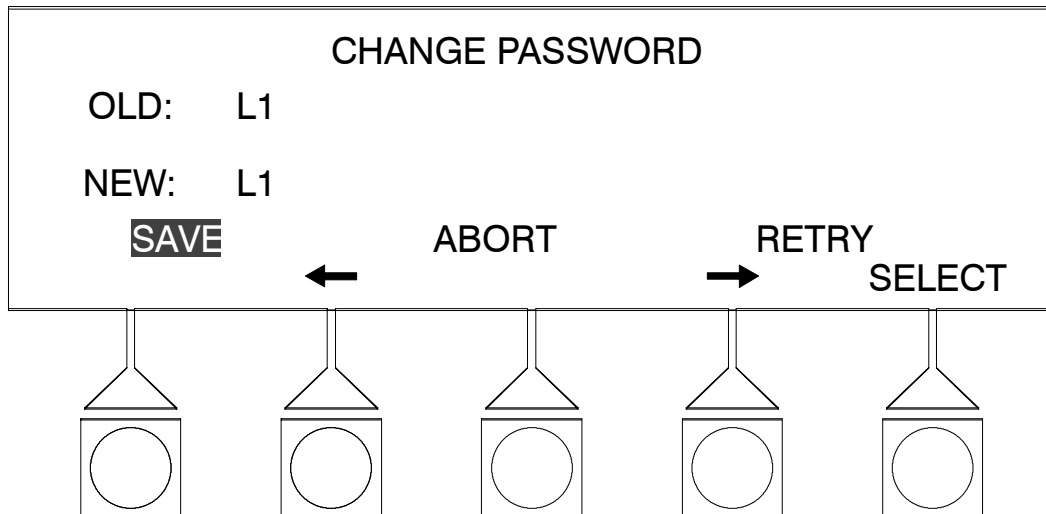 CHANGE PASSWORD
OLD: L1
NEW: L1
SAVE ABORT RETRY
SELECT